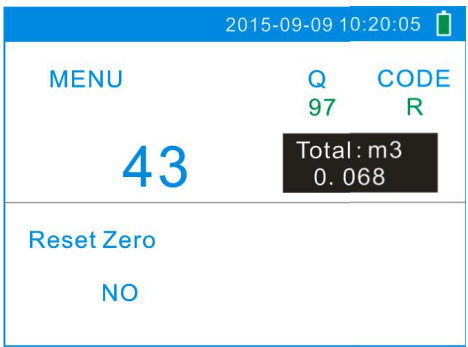 2015-09-09 10:20:05
MENU Q CODE
97 R
43 Total:m3
0.068
Reset Zero
NO